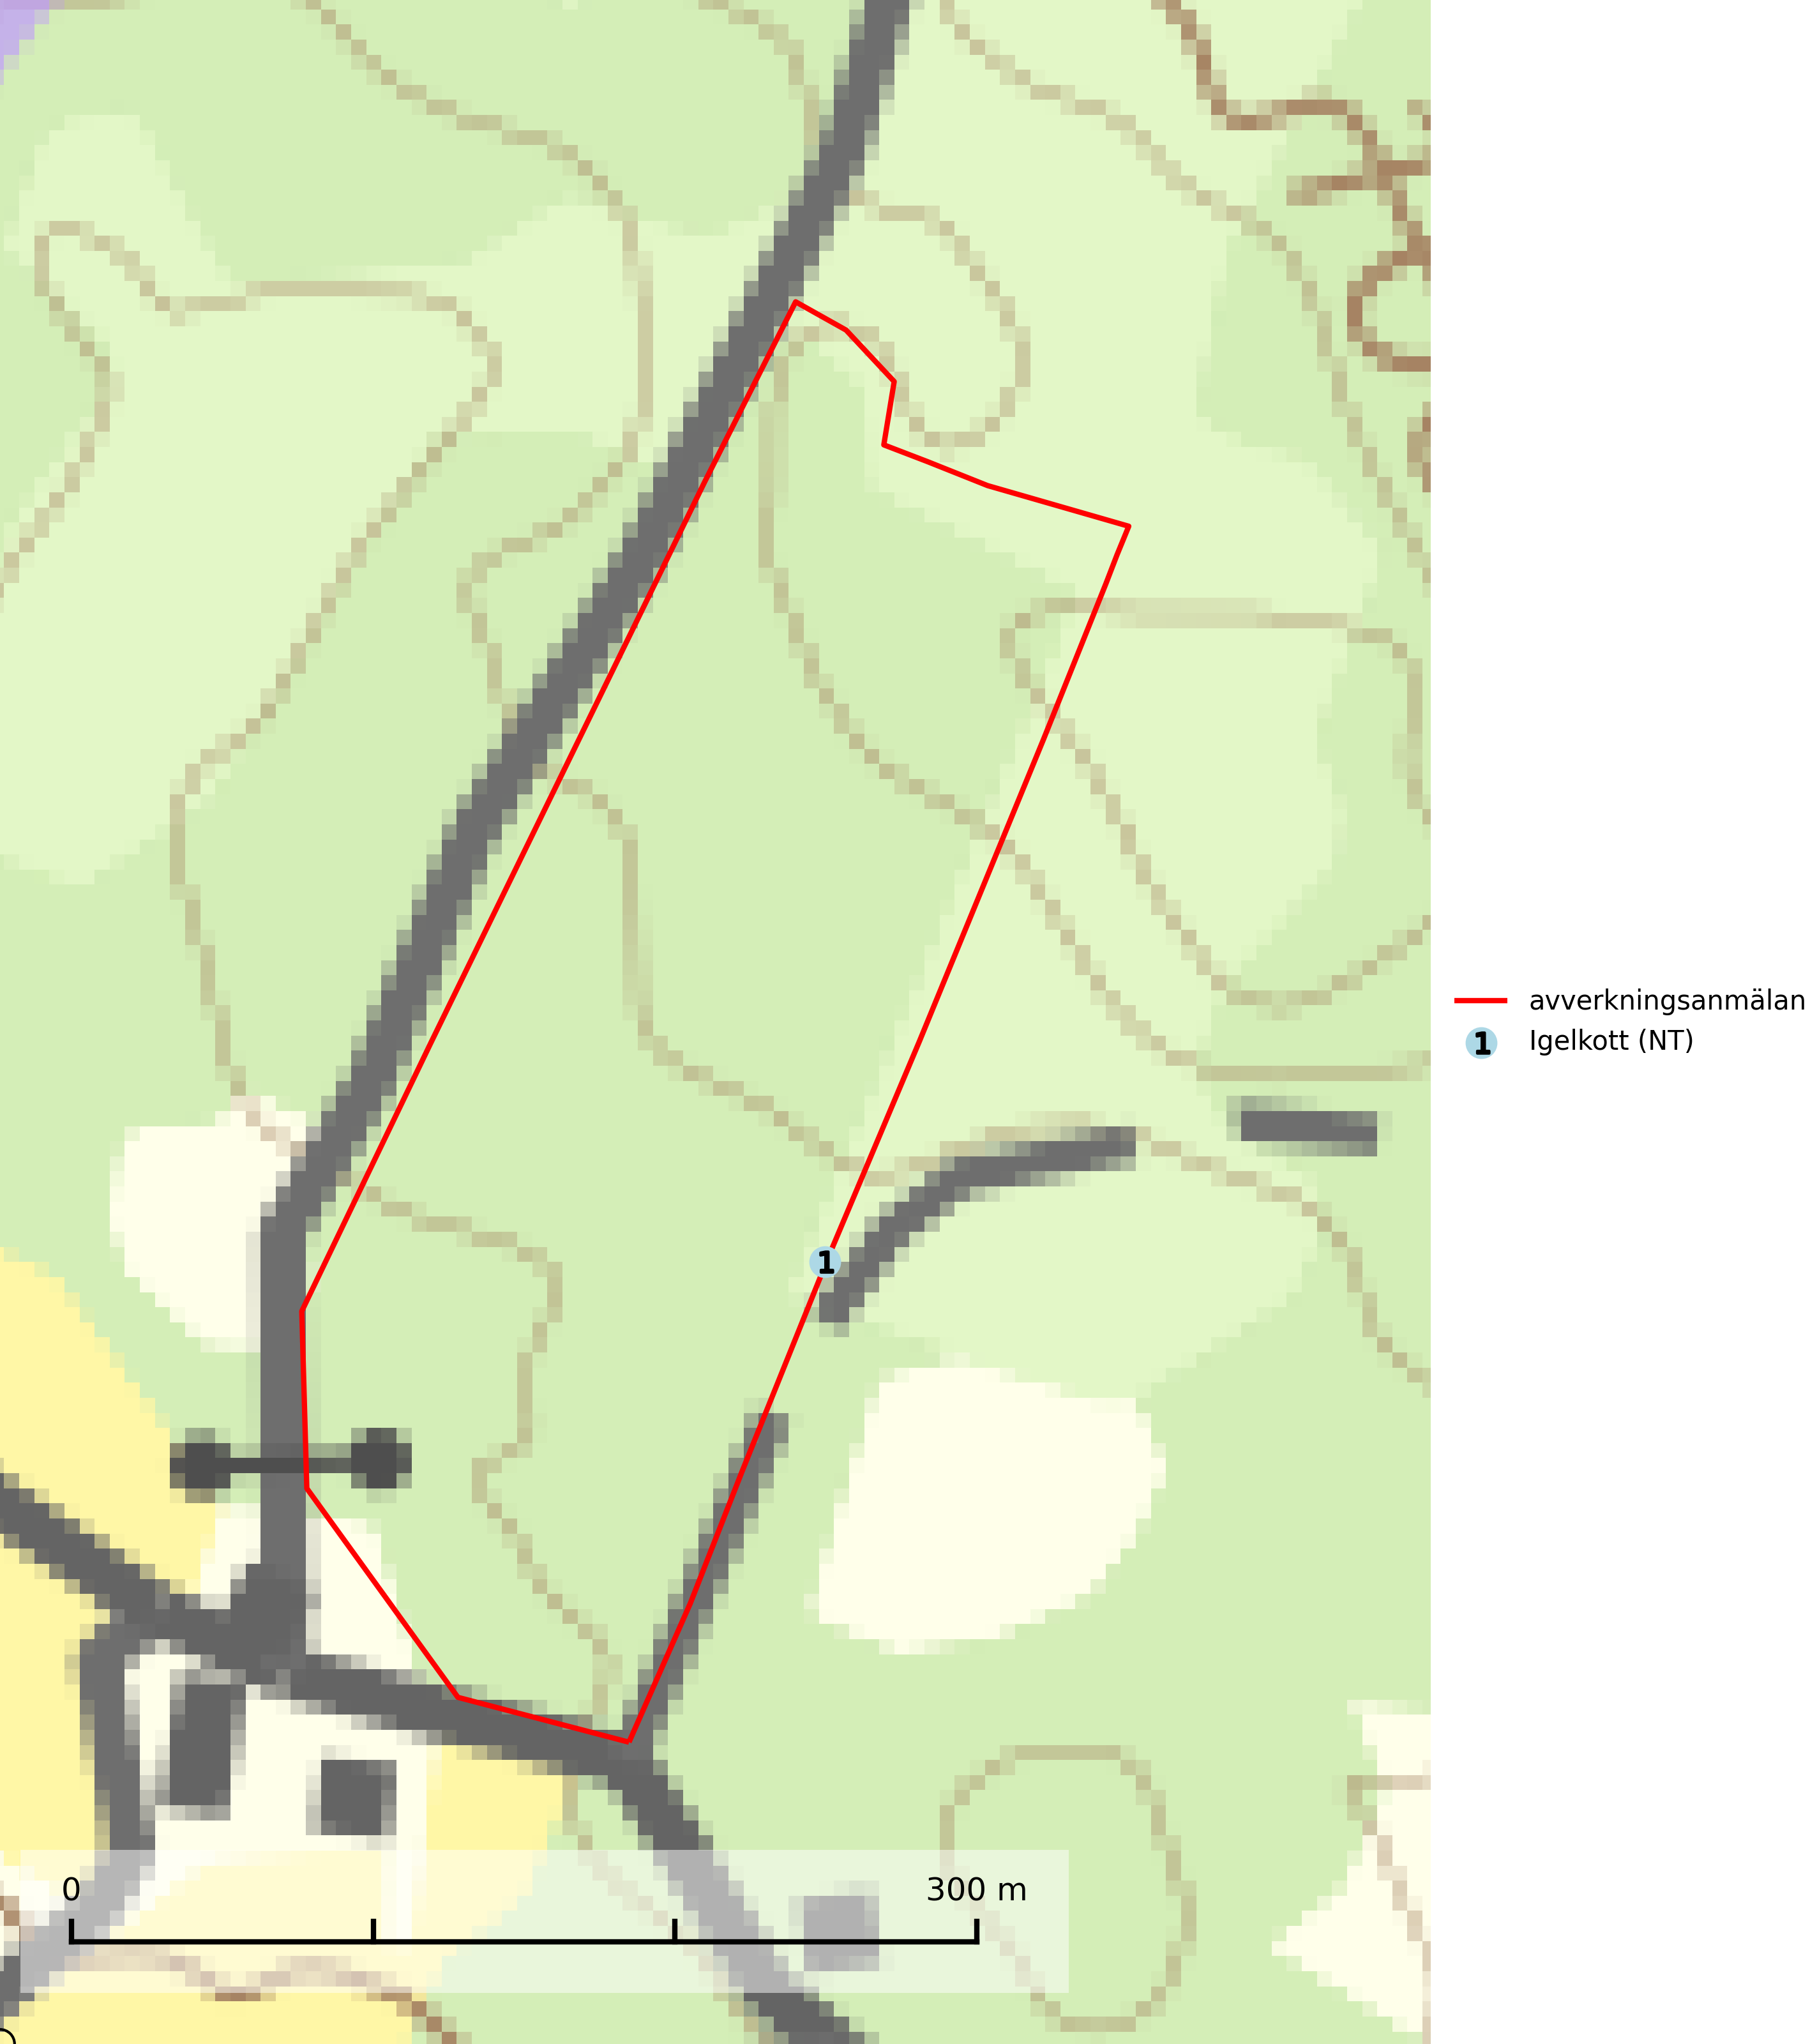 1 avverkningsanmälan
1 Igelkott (NT)
0 300 m